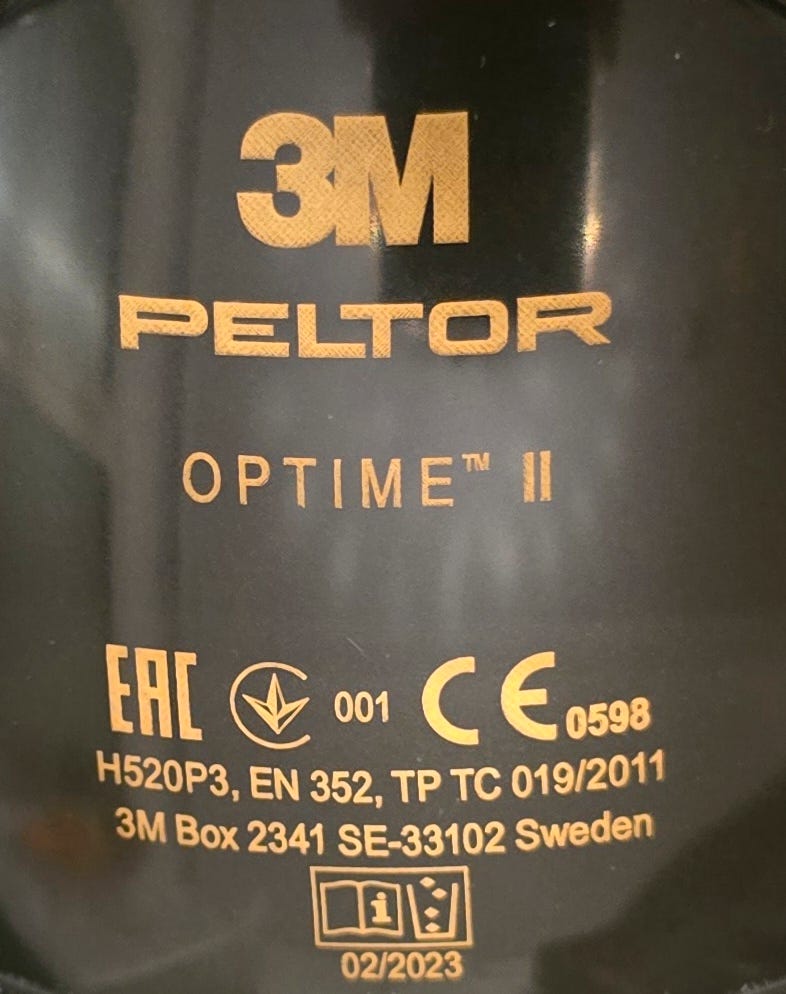 3M
PELTOR
OPTIME™ II
EAC 001 CE 0598
H520P3, EN 352, TP TC 019/2011
3M Box 2341 SE-33102 Sweden
i
02/2023